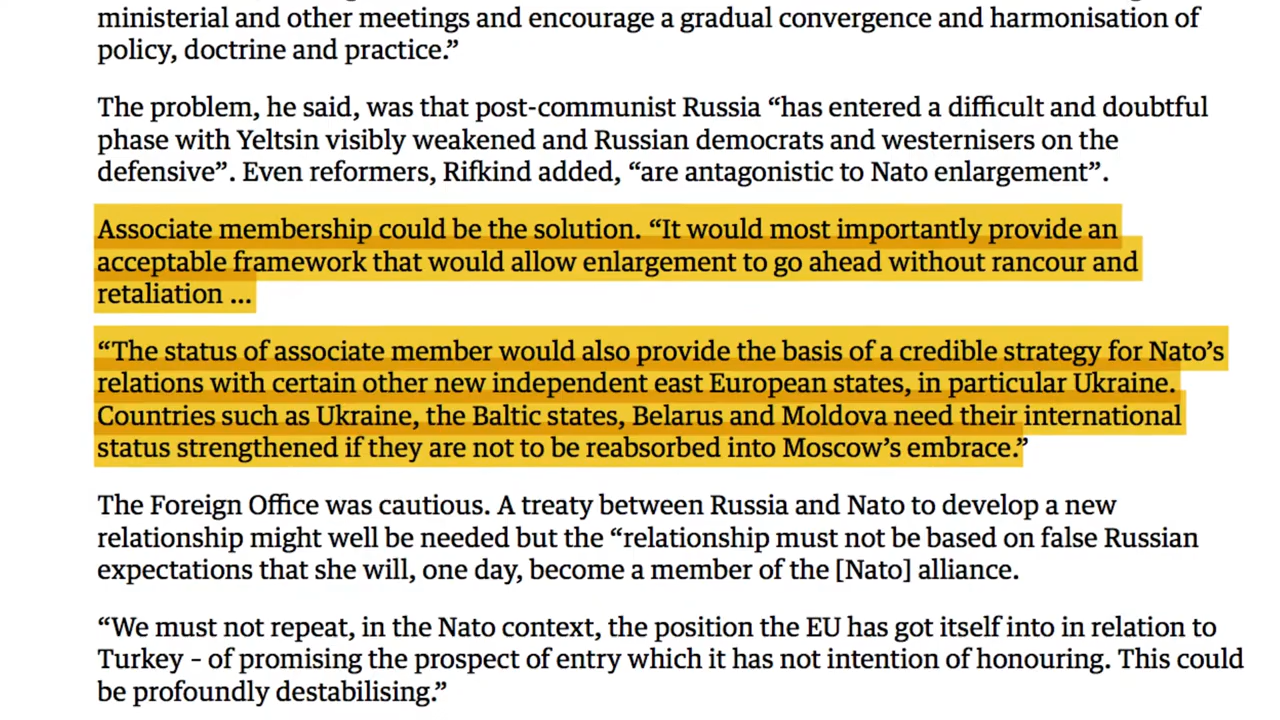 ministerial and other meetings and encourage a gradual convergence and harmonisation of
policy, doctrine and practice.”
The problem, he said, was that post-communist Russia “has entered a difficult and doubtful
phase with Yeltsin visibly weakened and Russian democrats and westernisers on the
defensive”. Even reformers, Rifkind added, “are antagonistic to Nato enlargement”.
Associate membership could be the solution. “It would most importantly provide an
acceptable framework that would allow enlargement to go ahead without rancour and
retaliation ...
“The status of associate member would also provide the basis of a credible strategy for Nato’s
relations with certain other new independent east European states, in particular Ukraine.
Countries such as Ukraine, the Baltic states, Belarus and Moldova need their international
status strengthened if they are not to be reabsorbed into Moscow’s embrace.”
The Foreign Office was cautious. A treaty between Russia and Nato to develop a new
relationship might well be needed but the “relationship must not be based on false Russian
expectations that she will, one day, become a member of the [Nato] alliance.
“We must not repeat, in the Nato context, the position the EU has got itself into in relation to
Turkey – of promising the prospect of entry which it has not intention of honouring. This could
be profoundly destabilising.”